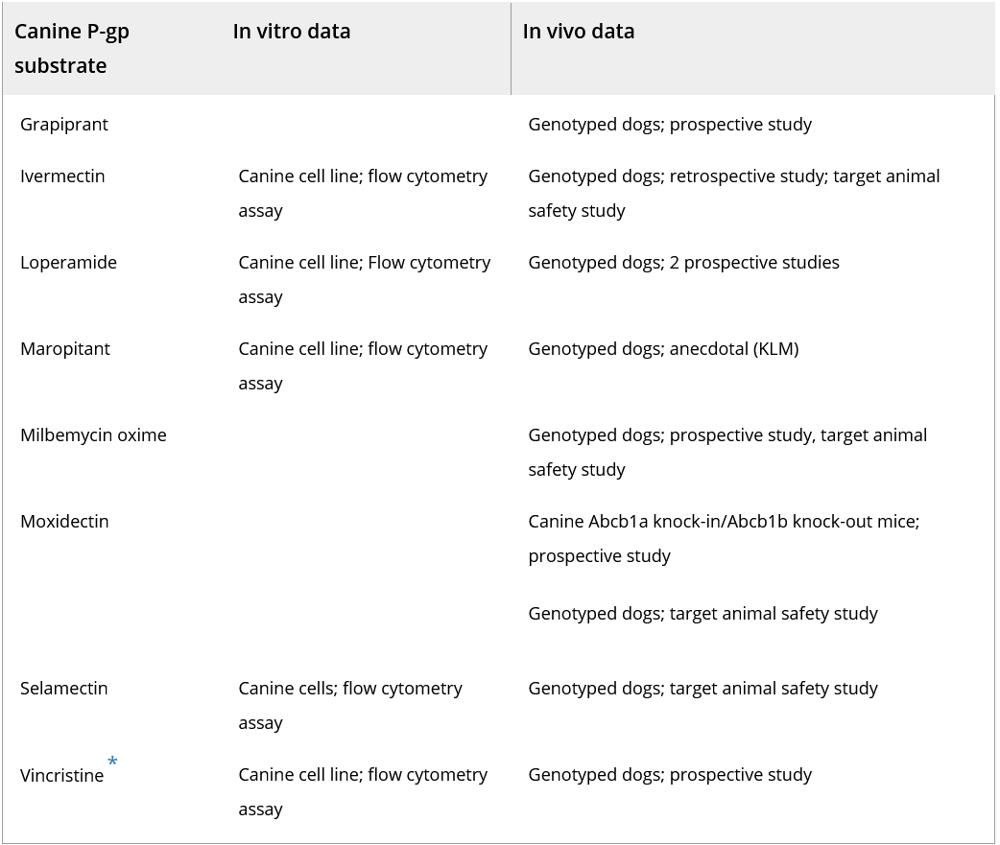 Canine P-gp substrate In vitro data In vivo data
Grapiprant Genotyped dogs; prospective study
Ivermectin Canine cell line; flow cytometry assay Genotyped dogs; retrospective study; target animal safety study
Loperamide Canine cell line; Flow cytometry assay Genotyped dogs; 2 prospective studies
Maropitant Canine cell line; flow cytometry assay Genotyped dogs; anecdotal (KLM)
Milbemycin oxime Genotyped dogs; prospective study, target animal safety study
Moxidectin Canine Abcb1a knock-in/Abcb1b knock-out mice; prospective study
Genotyped dogs; target animal safety study
Selamectin Canine cells; flow cytometry assay Genotyped dogs; target animal safety study
Vincristine * Canine cell line; flow cytometry assay Genotyped dogs; prospective study